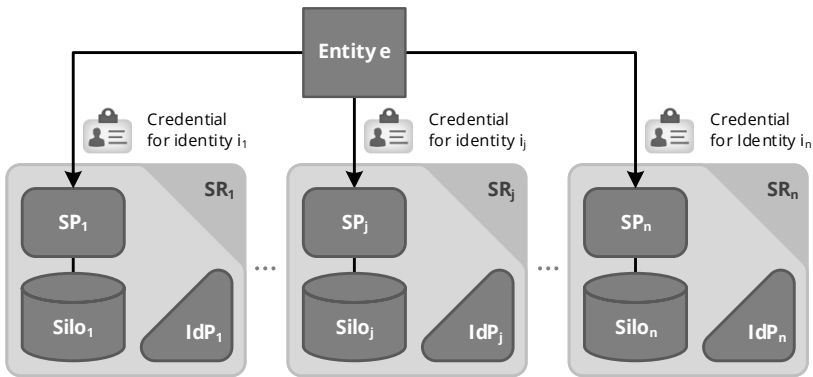 Entity e
Credential
for identity i₁
Credential
for identity iⱼ
Credential
for Identity iₙ
SR₁
SRⱼ
SRₙ
SP₁
SPⱼ
SPₙ
...
...
Silo₁
IdP₁
Siloⱼ
IdPⱼ
Siloₙ
IdPₙ